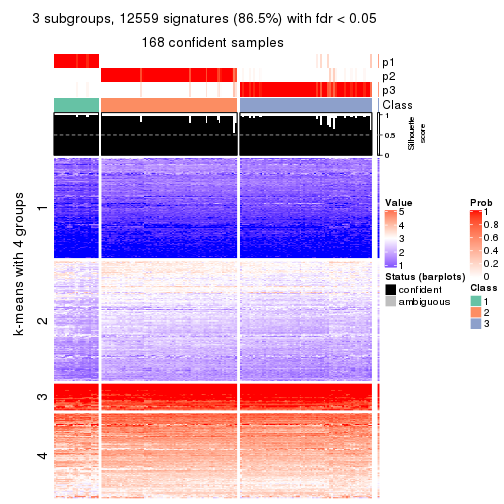 3 subgroups, 12559 signatures (86.5%) with fdr < 0.05
168 confident samples
p1
p2
p3
Class
1
0.5
0
Silhouette
score
k-means with 4 groups
1
2
3
4
Value
5
4
3
2
1
Status (barplots)
confident
ambiguous
Prob
1
0.8
0.6
0.4
0.2
0
Class
1
2
3